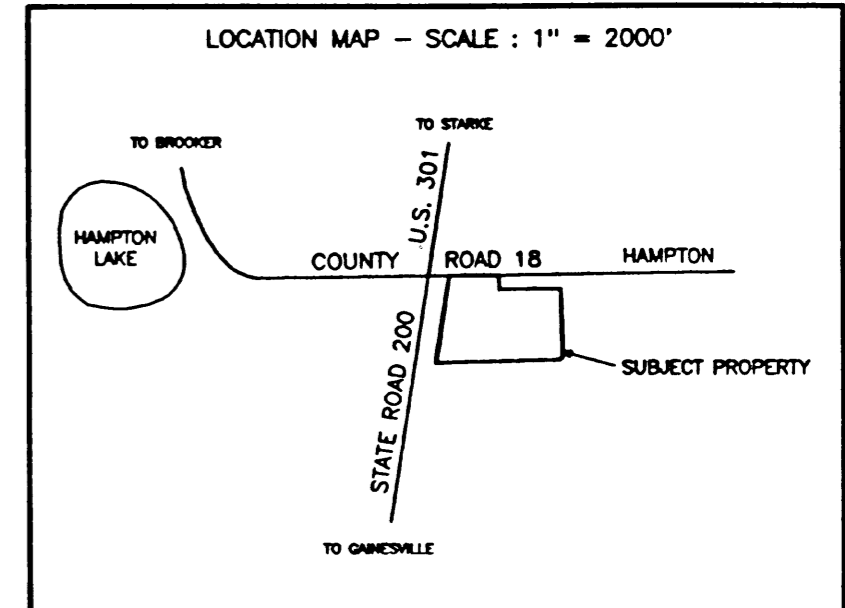 LOCATION MAP – SCALE : 1" = 2000'
TO STARKE
TO BROOKER
U.S. 301
HAMPTON
LAKE
COUNTY ROAD 18
HAMPTON
STATE ROAD 200
SUBJECT PROPERTY
TO GAINESVILLE